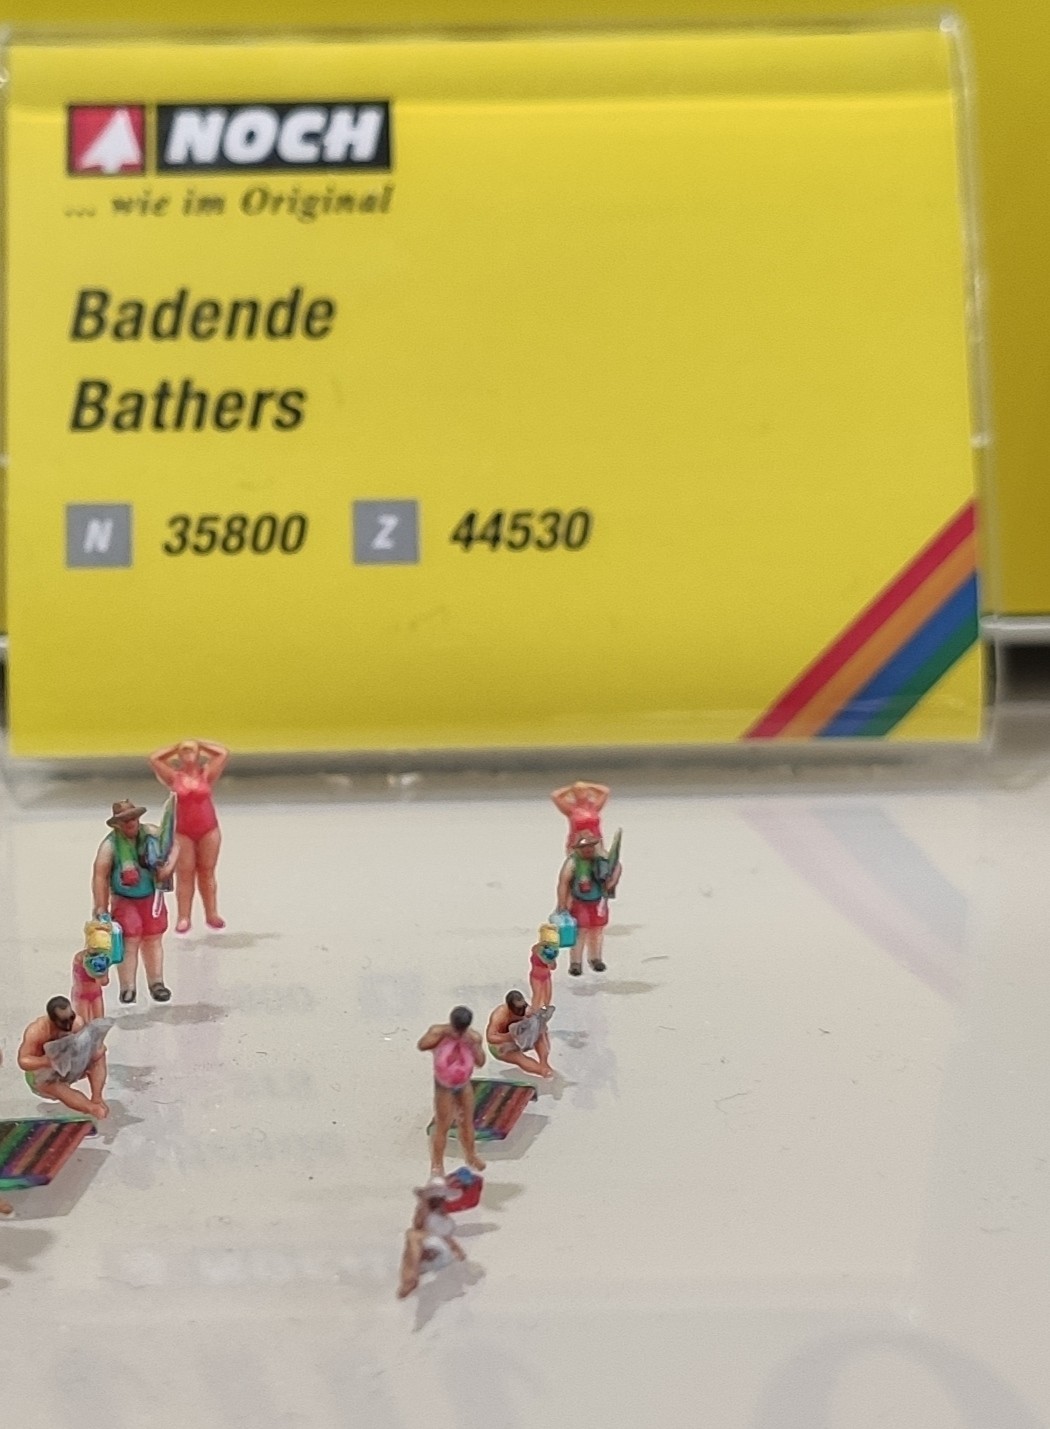 NOCH
... wie im Original
Badende
Bathers
N 35800 Z 44530